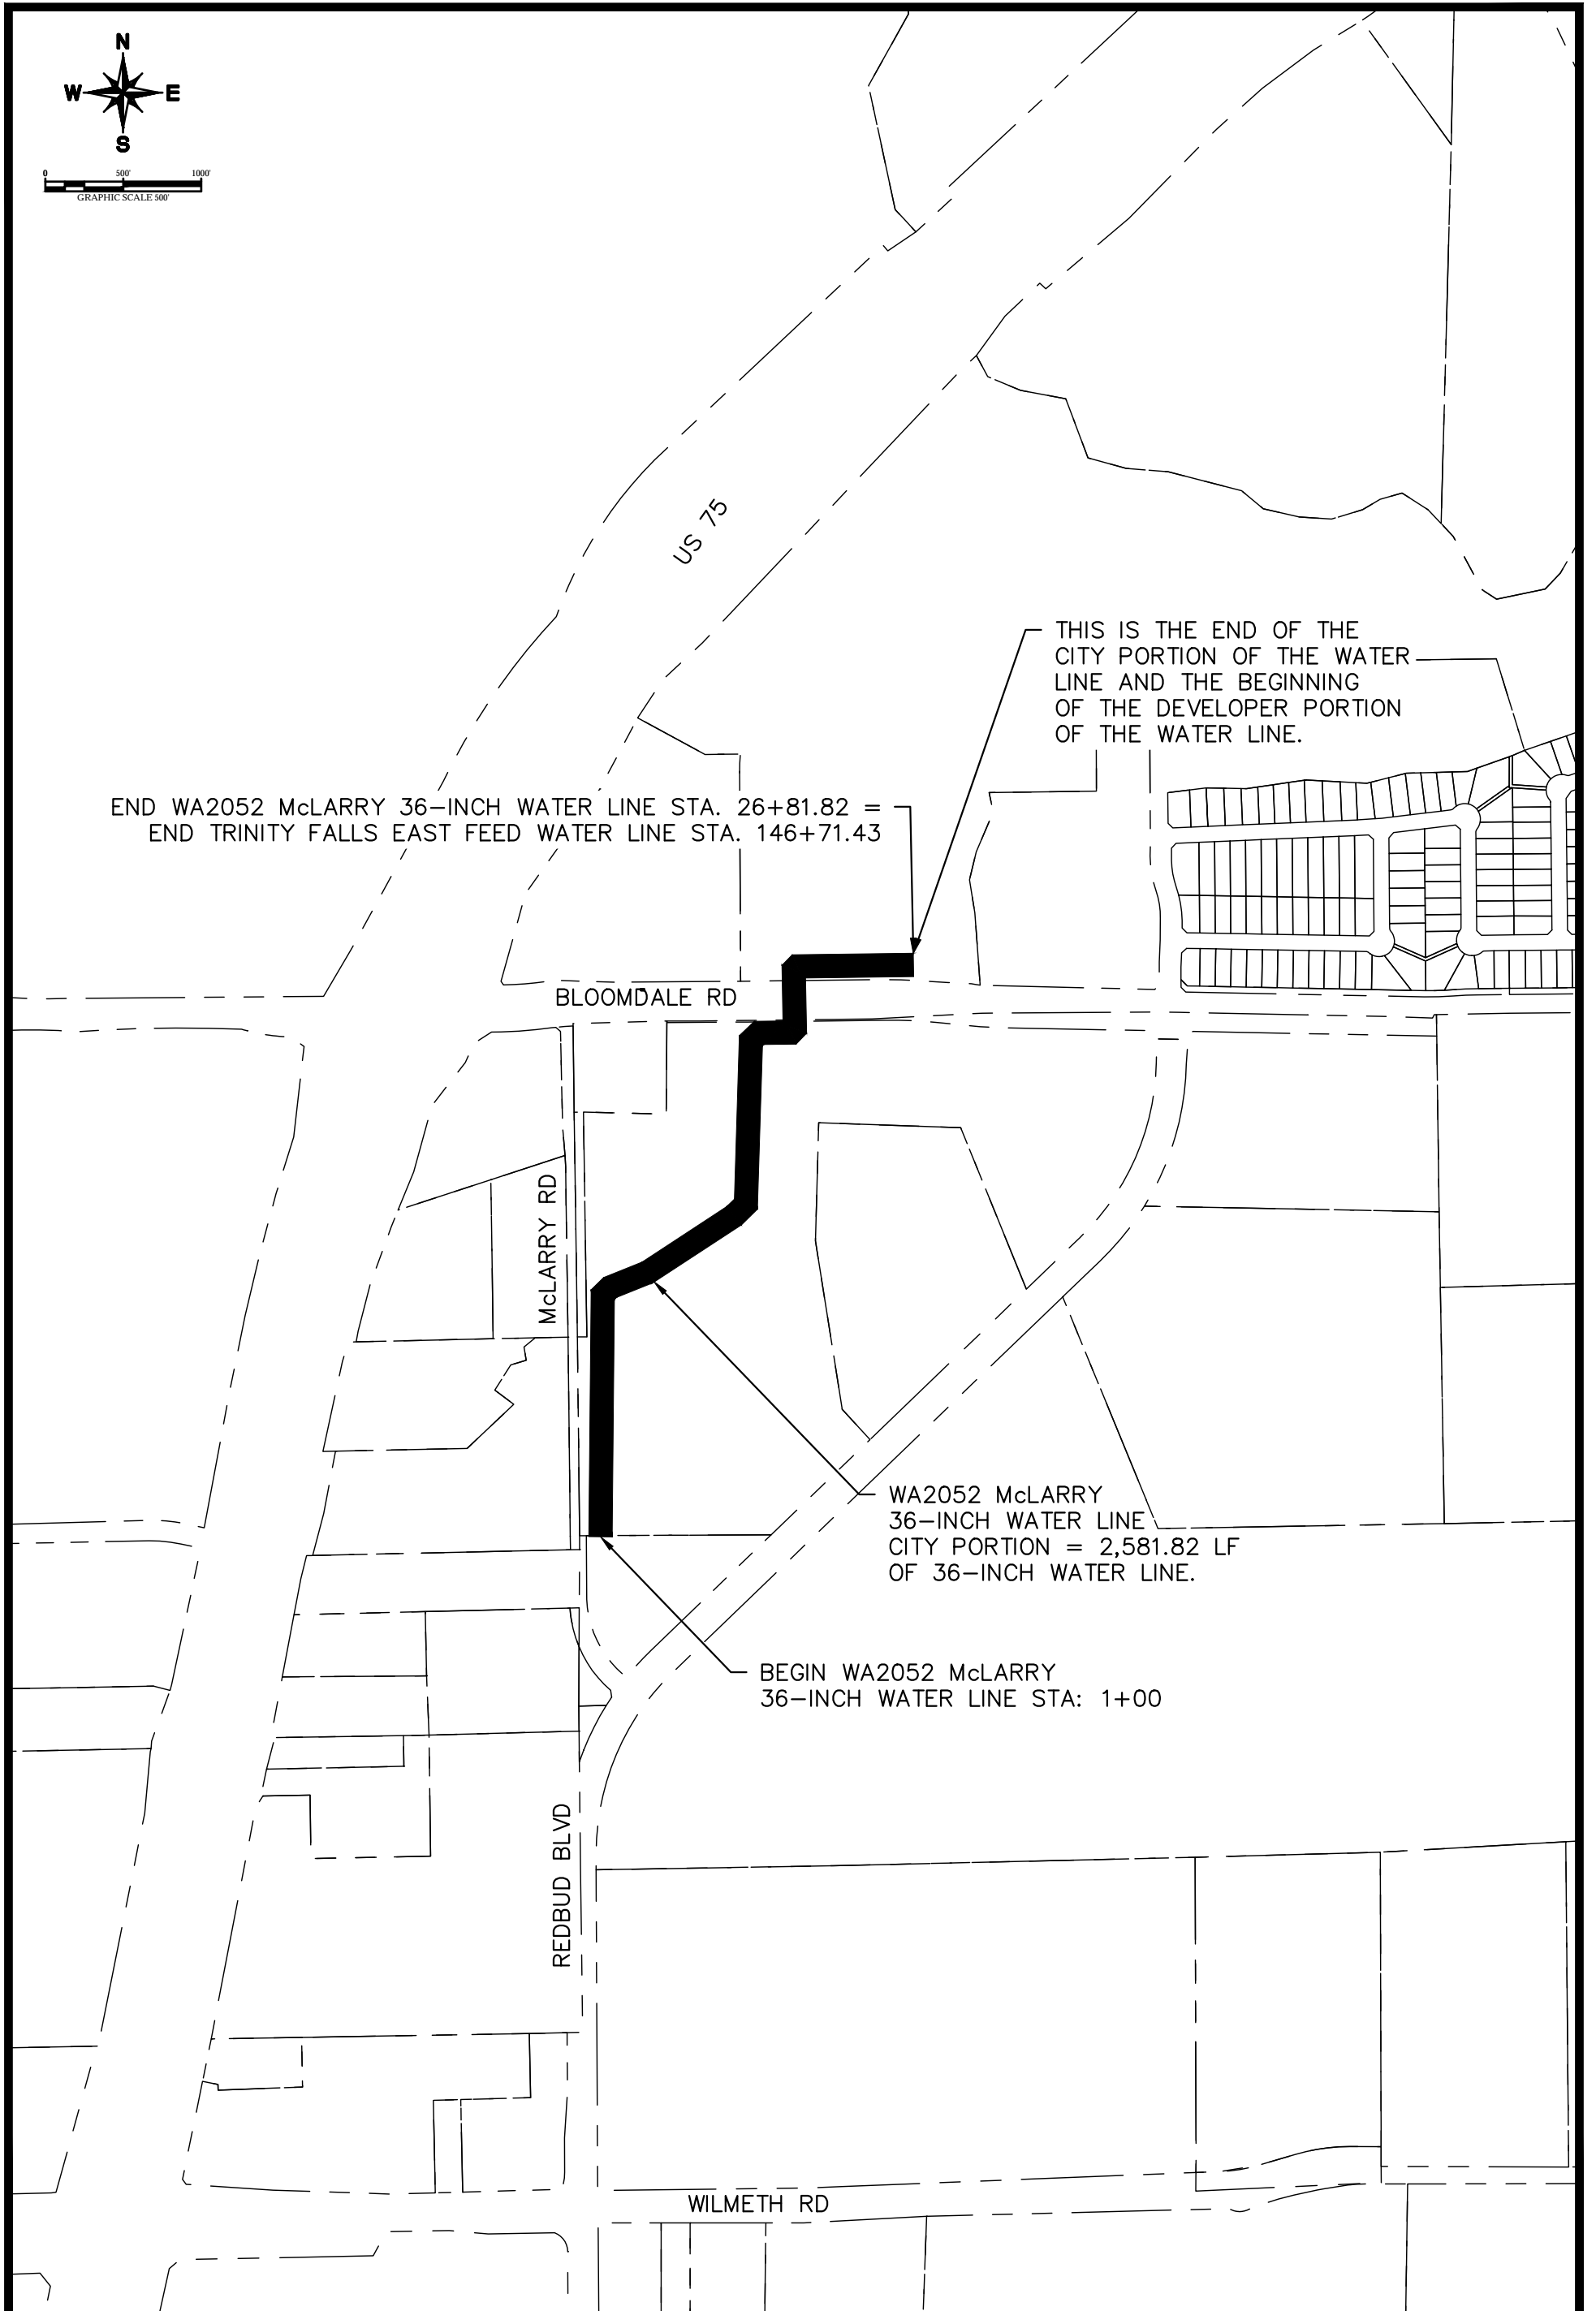 N
W E
S
0 500' 1000'
GRAPHIC SCALE 500'
US 75
THIS IS THE END OF THE
CITY PORTION OF THE WATER
LINE AND THE BEGINNING
OF THE DEVELOPER PORTION
OF THE WATER LINE.
END WA2052 McLARRY 36-INCH WATER LINE STA. 26+81.82 =
END TRINITY FALLS EAST FEED WATER LINE STA. 146+71.43
BLOOMDALE RD
McLARRY RD
WA2052 McLARRY
36-INCH WATER LINE
CITY PORTION = 2,581.82 LF
OF 36-INCH WATER LINE.
BEGIN WA2052 McLARRY
36-INCH WATER LINE STA: 1+00
REDBUD BLVD
WILMETH RD